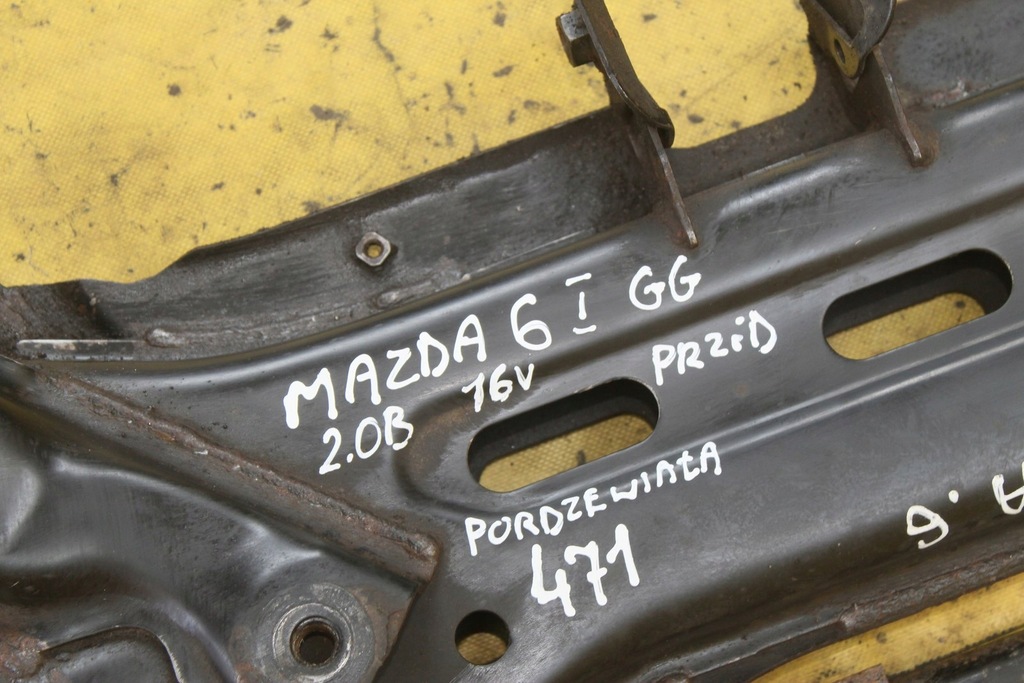 MAZDA 6 I GG
2.0B 16V PRZÓD
PORDZEWIAŁA
471